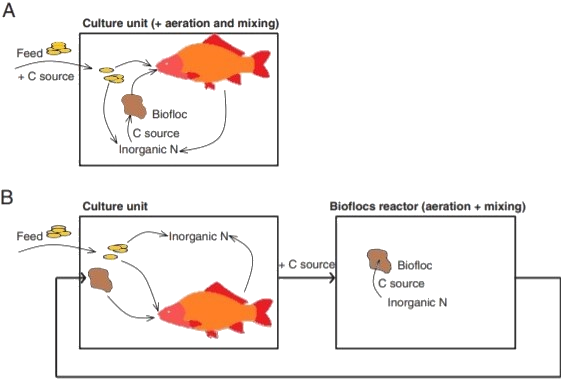 A
Culture unit (+ aeration and mixing)
Feed
+ C source
Biofloc
C source
Inorganic N
B
Culture unit
Bioflocs reactor (aeration + mixing)
Feed
Inorganic N
+ C source
Biofloc
C source
Inorganic N